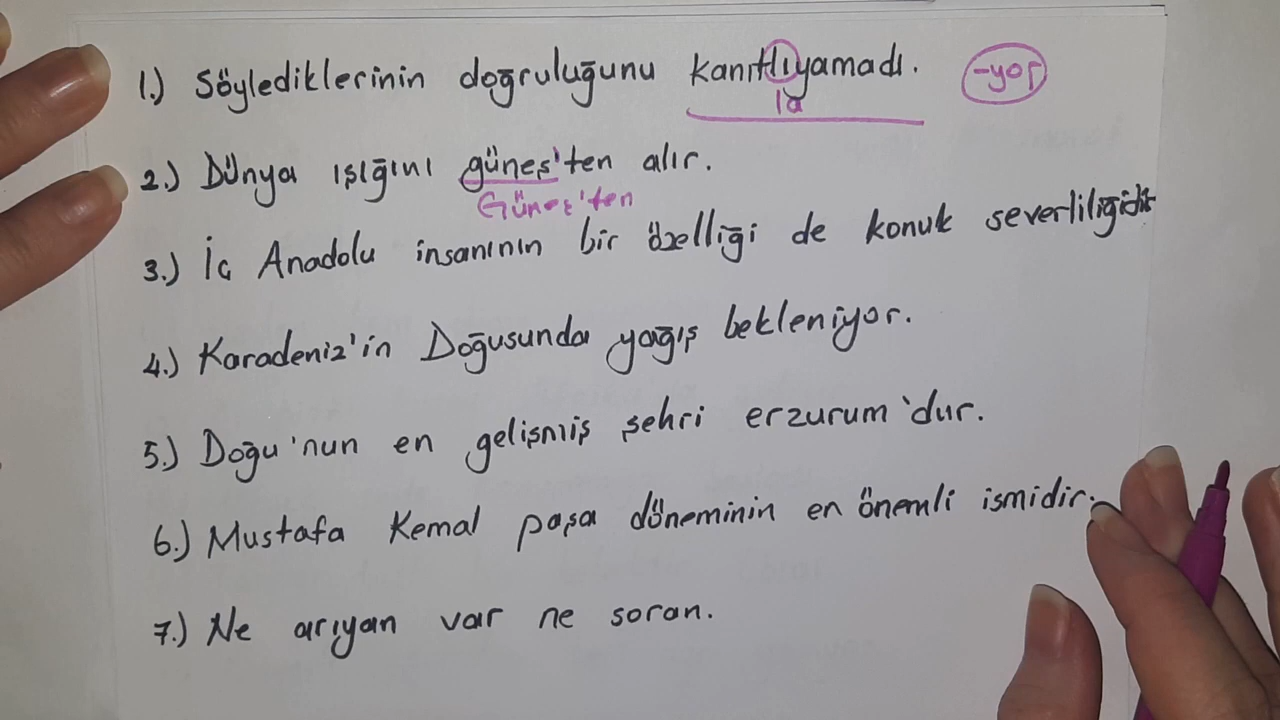 1.) Söylediklerinin doğruluğunu kanıtlıyamadı. -yor
la
2.) Dünya ışığını güneş'ten alır.
Güneş'ten
3.) İç Anadolu insanının bir özelliği de konuk severliliğidir
4.) Karadeniz'in Doğusunda yağış bekleniyor.
5.) Doğu'nun en gelişmiş şehri erzurum'dur.
6.) Mustafa Kemal paşa döneminin en önemli ismidir.
7.) Ne arıyan var ne soran.